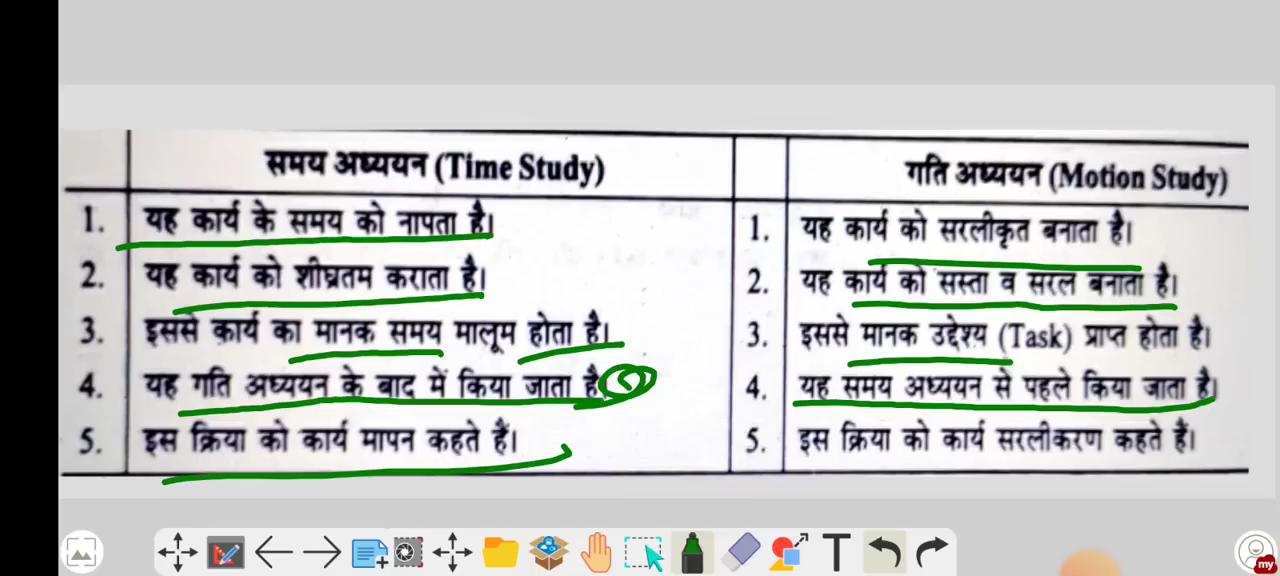 समय अध्ययन (Time Study) गति अध्ययन (Motion Study)
1. यह कार्य के समय को नापता है। 1. यह कार्य को सरलीकृत बनाता है।
2. यह कार्य को शीघ्रतम कराता है। 2. यह कार्य को सस्ता व सरल बनाता है।
3. इससे कार्य का मानक समय मालूम होता है। 3. इससे मानक उद्देश्य (Task) प्राप्त होता है।
4. यह गति अध्ययन के बाद में किया जाता है 4. यह समय अध्ययन से पहले किया जाता है।
5. इस क्रिया को कार्य मापन कहते हैं। 5. इस क्रिया को कार्य सरलीकरण कहते हैं।
T
my